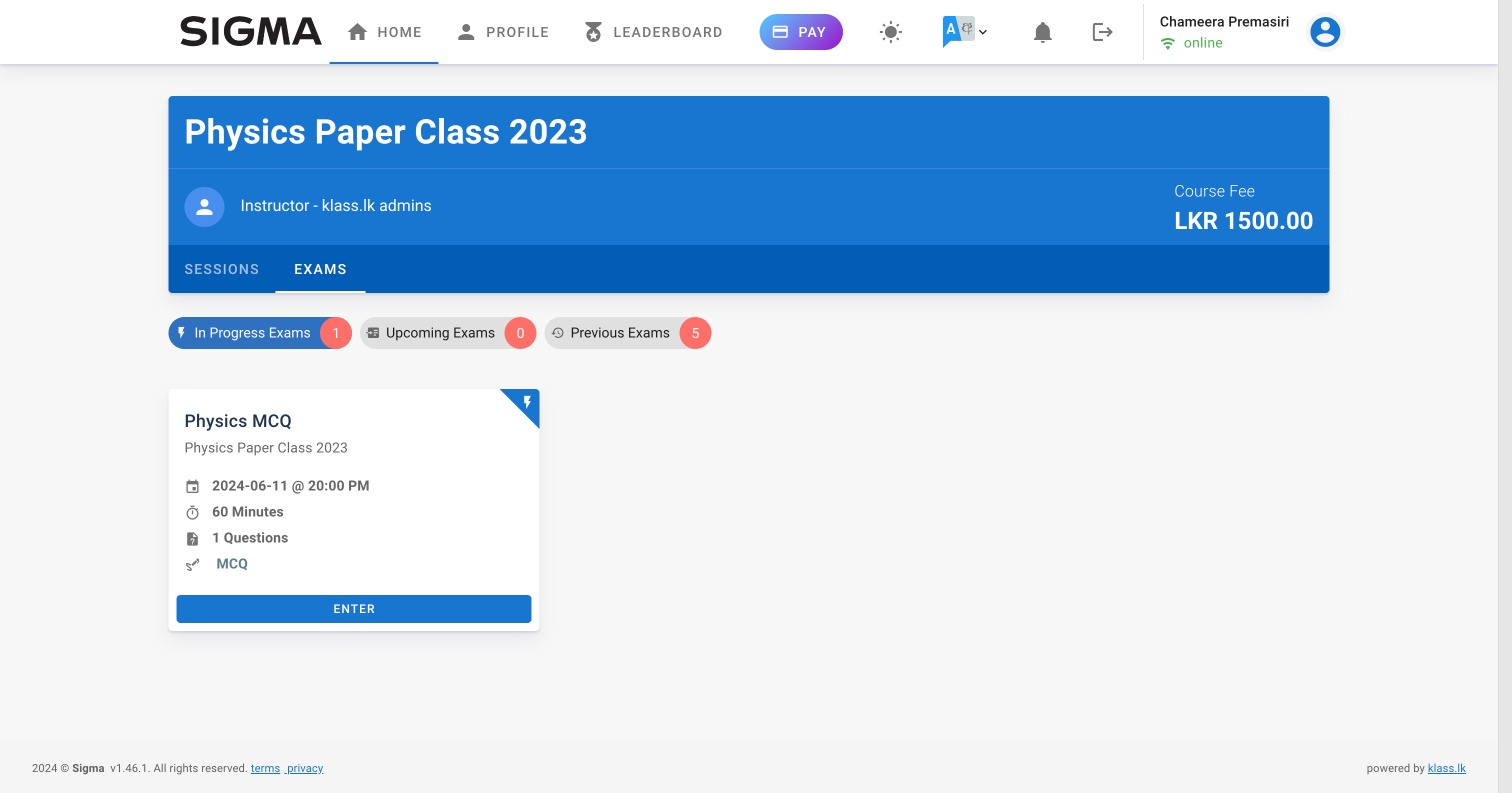 SIGMA HOME PROFILE LEADERBOARD PAY A Chameera Premasiri
online
Physics Paper Class 2023
Instructor - klass.lk admins
Course Fee
LKR 1500.00
SESSIONS EXAMS
In Progress Exams 1 Upcoming Exams 0 Previous Exams 5
Physics MCQ
Physics Paper Class 2023
2024-06-11 @ 20:00 PM
60 Minutes
1 Questions
MCQ
ENTER
2024 © Sigma v1.46.1. All rights reserved. terms privacy powered by klass.lk